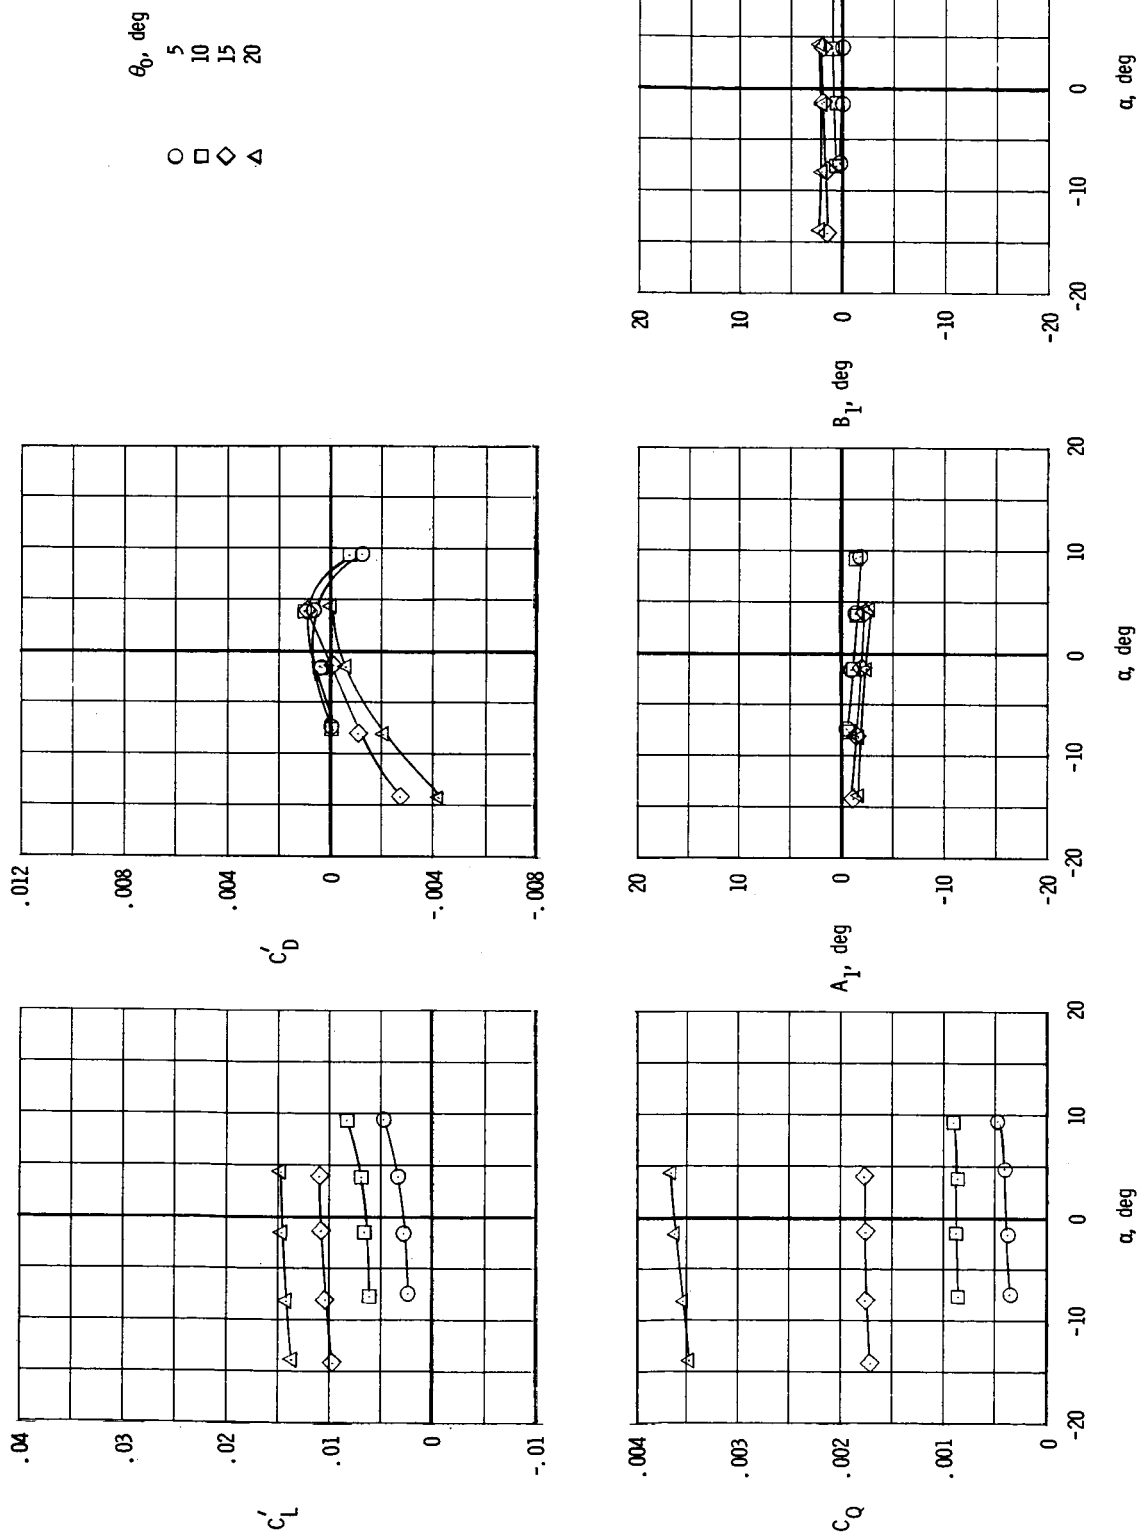 θ₀, deg
5
10
15
20
C′L
.04
.03
.02
.01
0
-.01
C′D
.012
.008
.004
0
-.004
-.008
CQ
.004
.003
.002
.001
0
-20 -10 0 10 20
α, deg
A₁, deg
20
10
0
-10
-20
-20 -10 0 10 20
α, deg
B₁, deg
20
10
0
-10
-20
-20 -10 0
α, deg